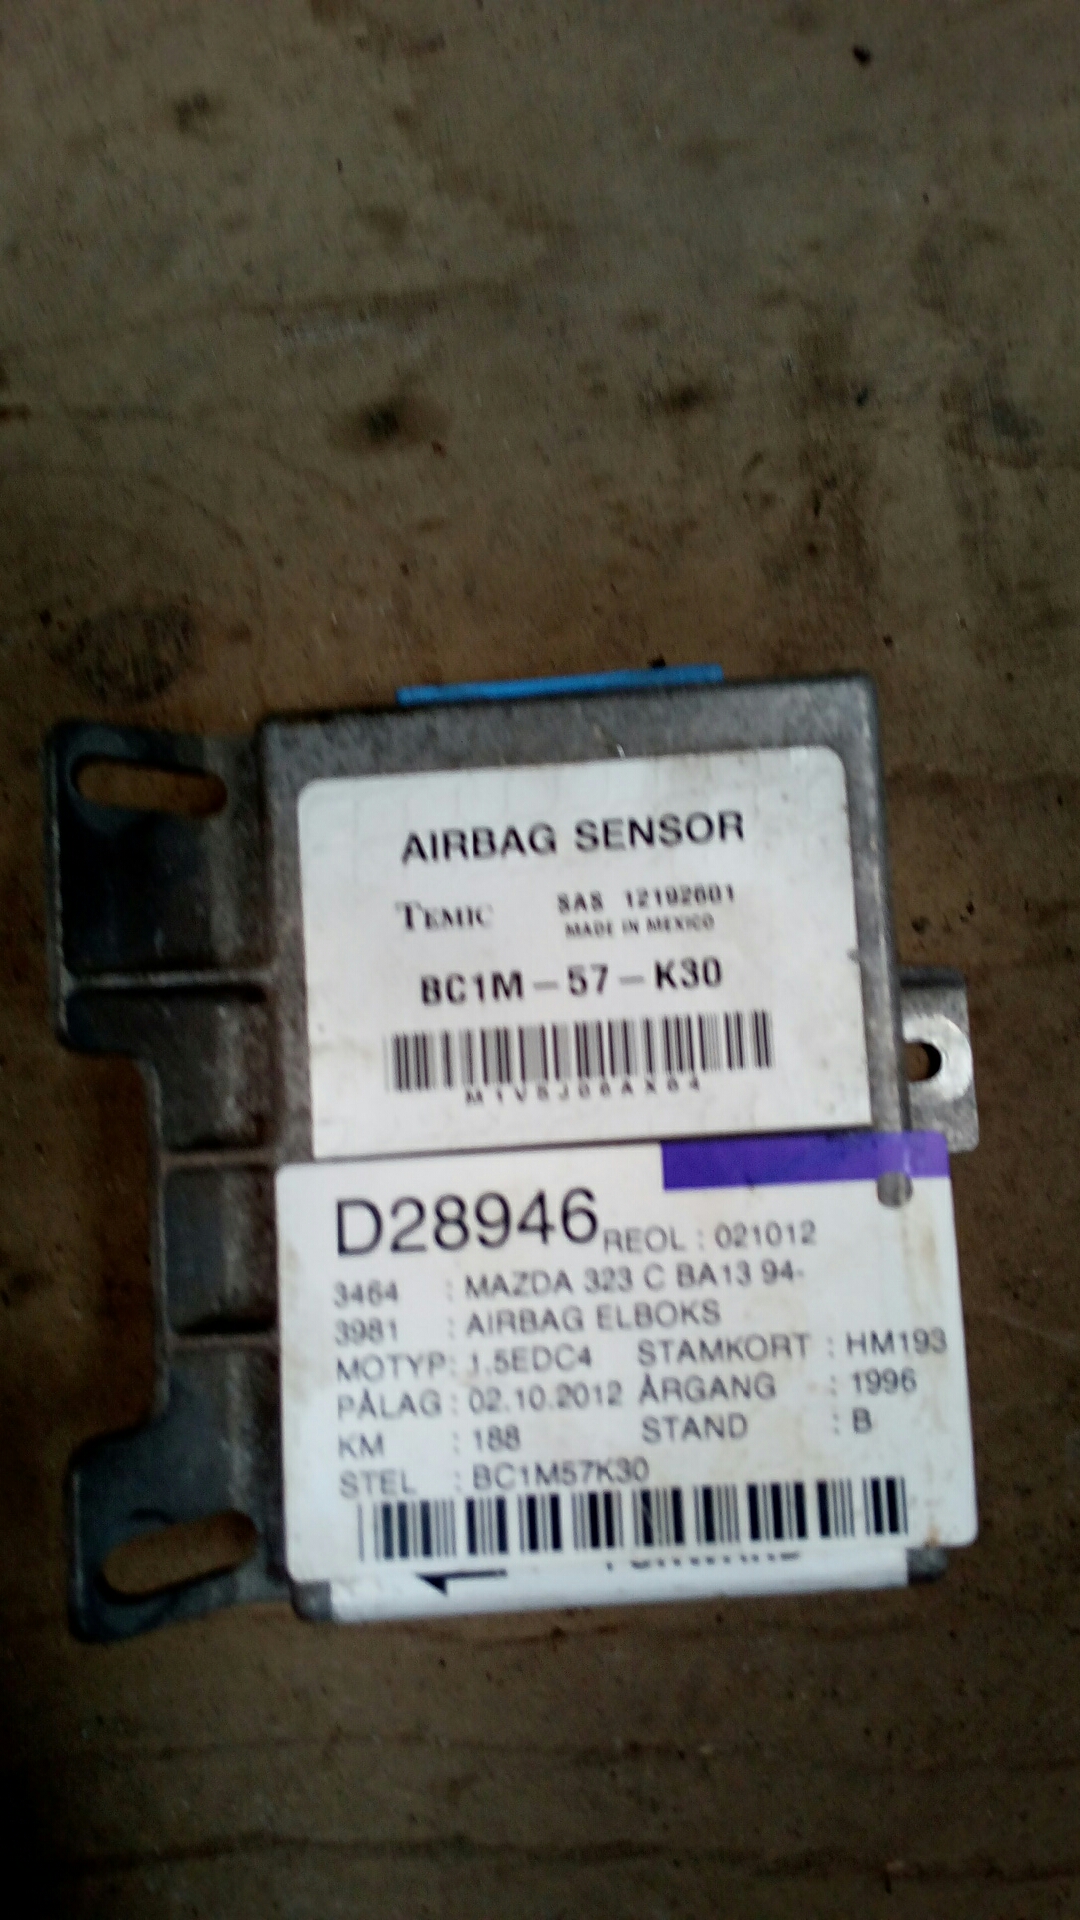 AIRBAG SENSOR
TEMIC SAS 12192601
MADE IN MEXICO
BC1M-57-K30
D28946 REOL : 021012
3464 : MAZDA 323 C BA13 94-
3981 : AIRBAG ELBOKS
MOTYP: 1.5EDC4 STAMKORT : HM193
PÅLAG : 02.10.2012 ÅRGANG : 1996
KM : 188 STAND : B
STEL : BC1M57K30